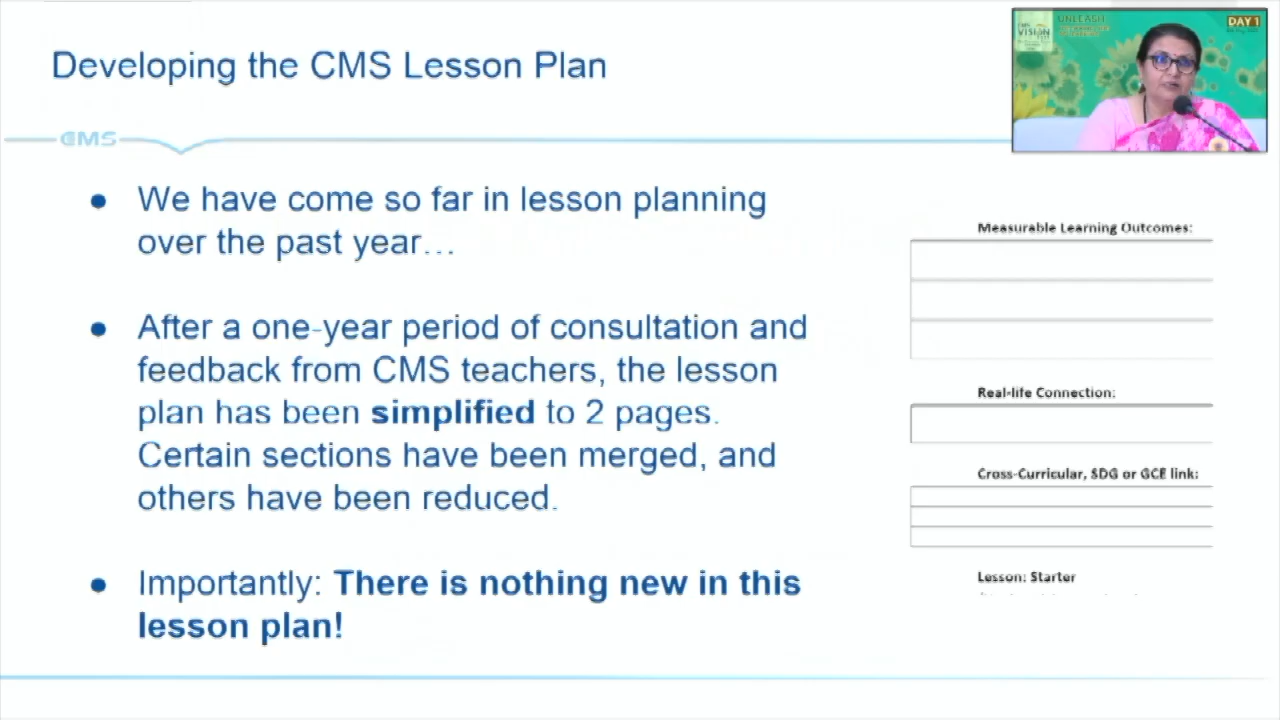 Developing the CMS Lesson Plan
CMS
UNLEASH
VISION
DAY 1
• We have come so far in lesson planning
over the past year...
• After a one-year period of consultation and
feedback from CMS teachers, the lesson
plan has been simplified to 2 pages.
Certain sections have been merged, and
others have been reduced.
• Importantly: There is nothing new in this
lesson plan!
Measurable Learning Outcomes:
Real-life Connection:
Cross-Curricular, SDG or GCE link:
Lesson: Starter